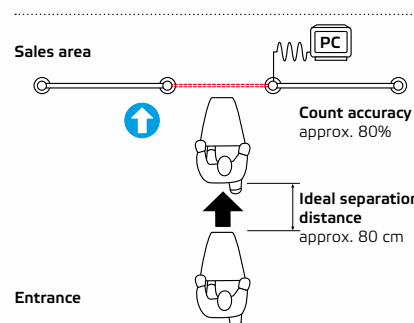 Sales area
PC
Count accuracy
approx. 80%
Ideal separation
distance
approx. 80 cm
Entrance